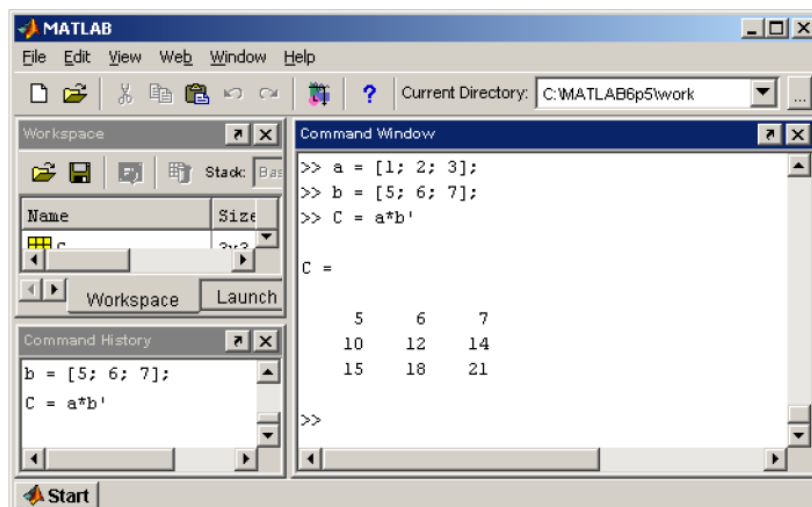 MATLAB
File Edit View Web Window Help
? Current Directory: C:\MATLAB6p5\work ...
Workspace
Stack: Bas
Name Size
C 3x3
Workspace Launch
Command History
b = [5; 6; 7];
C = a*b'
Command Window
>> a = [1; 2; 3];
>> b = [5; 6; 7];
>> C = a*b'
C =
5 6 7
10 12 14
15 18 21
>>
Start